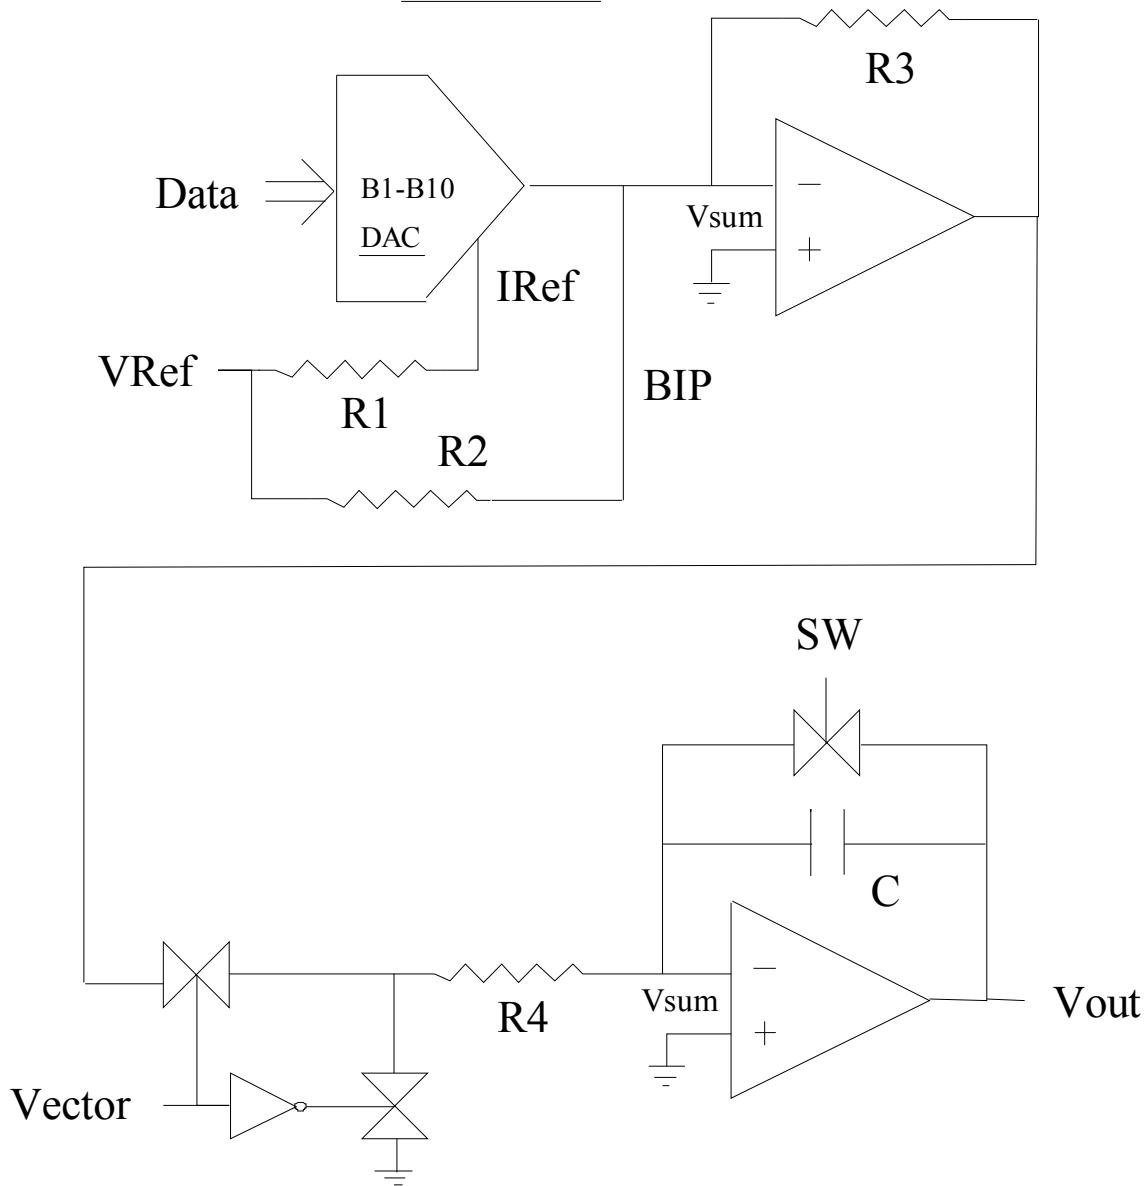 R3
B1-B10
Data
DAC
Vsum
−
+
IRef
VRef
BIP
R1
R2
SW
C
−
Vsum
R4
+
Vout
Vector